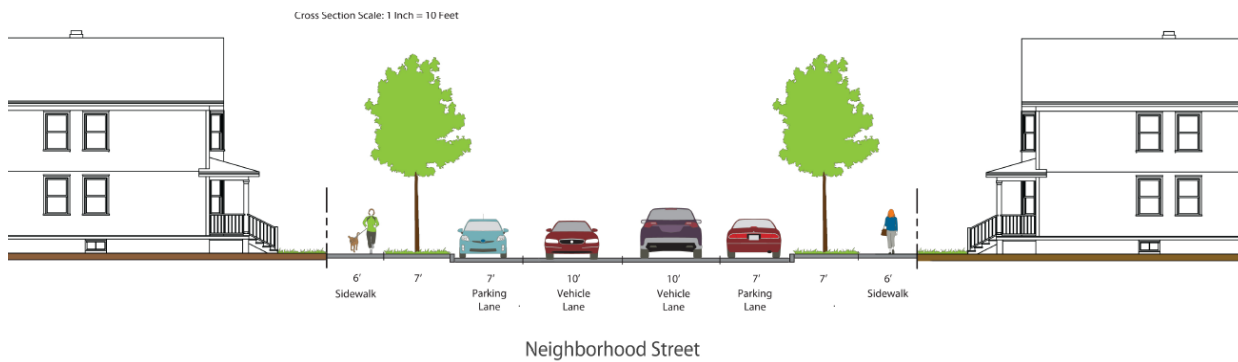 Cross Section Scale: 1 Inch = 10 Feet
6' 7' 7' 10' 10' 7' 7' 6'
Sidewalk Parking Vehicle Vehicle Parking Sidewalk
Lane Lane Lane Lane
Neighborhood Street